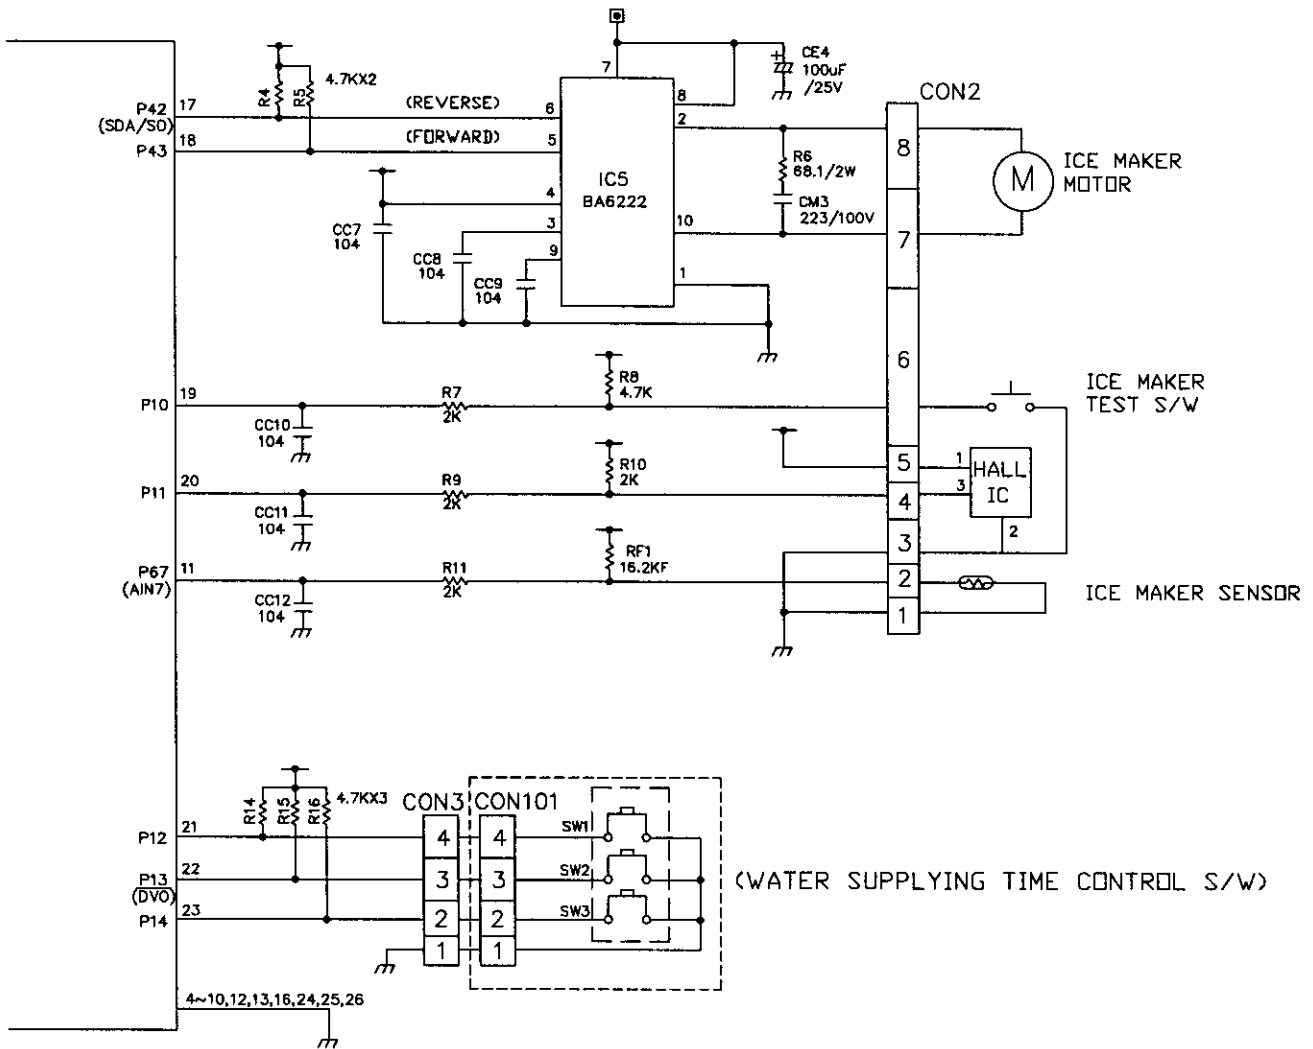 P42
(SDA/SO)
17
P43
18
R4
R5
4.7KX2
(REVERSE)
(FORWARD)
7
6
5
4
3
9
8
2
10
1
IC5
BA6222
+
CE4
100uF
/25V
CC7
104
CC8
104
CC9
104
R6
68.1/2W
CM3
223/100V
CON2
8
7
6
5
4
3
2
1
M
ICE MAKER
MOTOR
P10
19
CC10
104
R7
2K
R8
4.7K
ICE MAKER
TEST S/W
P11
20
CC11
104
R9
2K
R10
2K
1
3
2
HALL
IC
P67
(AIN7)
11
CC12
104
R11
2K
RF1
16.2KF
ICE MAKER SENSOR
R14
R15
R16
4.7KX3
CON3
CON101
P12
21
P13
(DVO)
22
P14
23
4
3
2
1
4
3
2
1
SW1
SW2
SW3
(WATER SUPPLYING TIME CONTROL S/W)
4~10,12,13,16,24,25,26